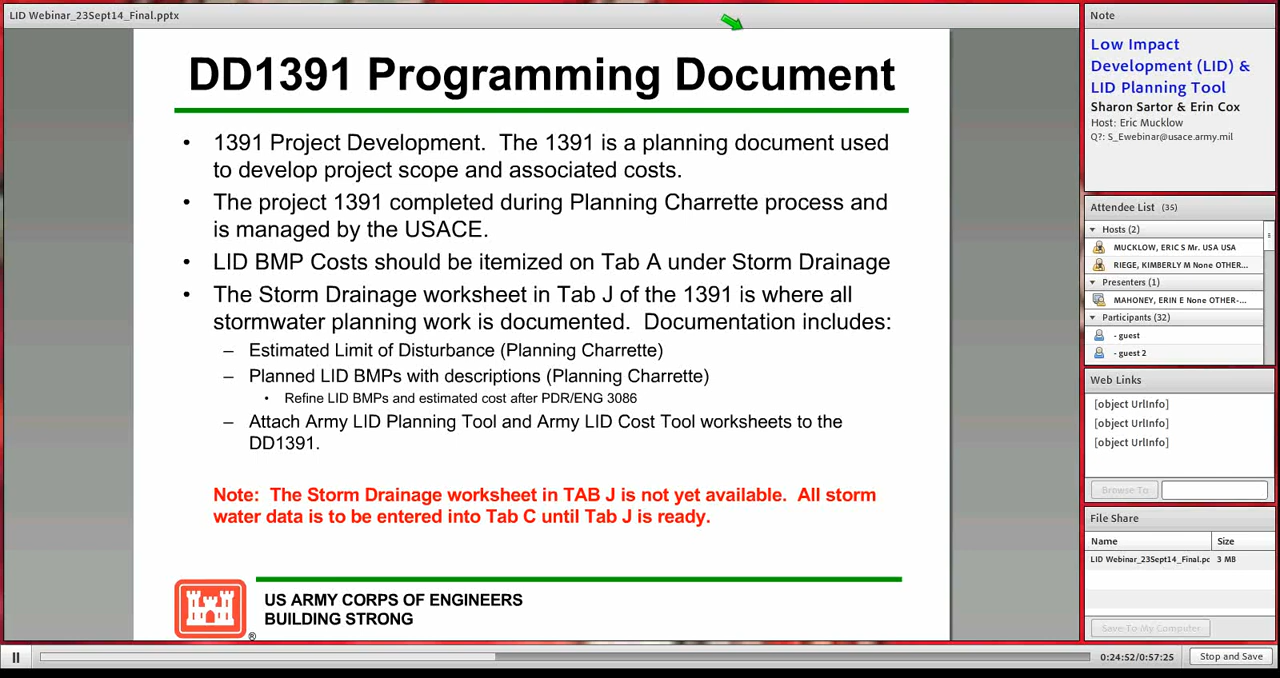 LID Webinar_23Sept14_Final.pptx
DD1391 Programming Document
• 1391 Project Development. The 1391 is a planning document used
to develop project scope and associated costs.
• The project 1391 completed during Planning Charrette process and
is managed by the USACE.
• LID BMP Costs should be itemized on Tab A under Storm Drainage
• The Storm Drainage worksheet in Tab J of the 1391 is where all
stormwater planning work is documented. Documentation includes:
– Estimated Limit of Disturbance (Planning Charrette)
– Planned LID BMPs with descriptions (Planning Charrette)
• Refine LID BMPs and estimated cost after PDR/ENG 3086
– Attach Army LID Planning Tool and Army LID Cost Tool worksheets to the
DD1391.
Note: The Storm Drainage worksheet in TAB J is not yet available. All storm
water data is to be entered into Tab C until Tab J is ready.
US ARMY CORPS OF ENGINEERS
BUILDING STRONG
®
Note
Low Impact
Development (LID) &
LID Planning Tool
Sharon Sartor & Erin Cox
Host: Eric Mucklow
Q?: S_Ewebinar@usace.army.mil
Attendee List (35)
Hosts (2)
MUCKLOW, ERIC S Mr. USA USA
RIEGE, KIMBERLY M None OTHER...
Presenters (1)
MAHONEY, ERIN E None OTHER-...
Participants (32)
- guest
- guest 2
Web Links
[object UrlInfo]
[object UrlInfo]
[object UrlInfo]
Browse To
File Share
Name Size
LID Webinar_23Sept14_Final.pc 3 MB
Save To My Computer
0:24:52/0:57:25
Stop and Save